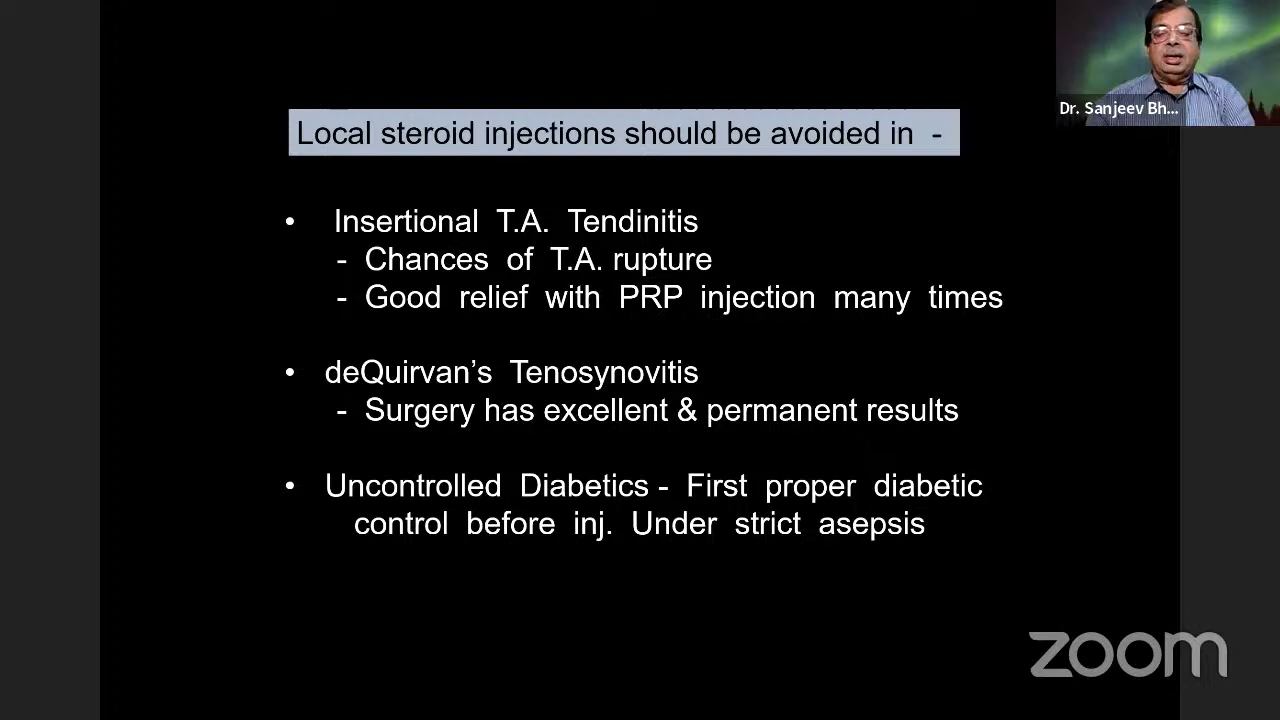 Dr. Sanjeev Bh...
Local steroid injections should be avoided in -
• Insertional T.A. Tendinitis
- Chances of T.A. rupture
- Good relief with PRP injection many times
• deQuirvan’s Tenosynovitis
- Surgery has excellent & permanent results
• Uncontrolled Diabetics - First proper diabetic
control before inj. Under strict asepsis
zoom